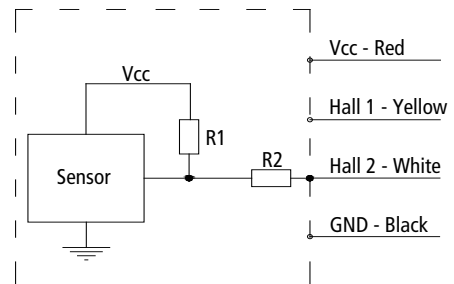 Vcc - Red
Vcc
Hall 1 - Yellow
R1
R2
Hall 2 - White
Sensor
GND - Black